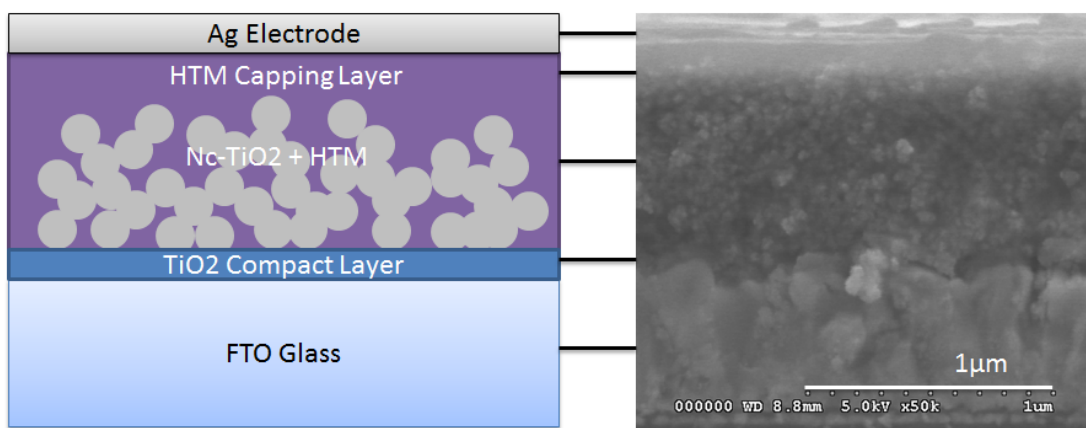 Ag Electrode
HTM Capping Layer
Nc-TiO2 + HTM
TiO2 Compact Layer
FTO Glass
1µm
000000 WD 8.8mm 5.0kV x50k 1um